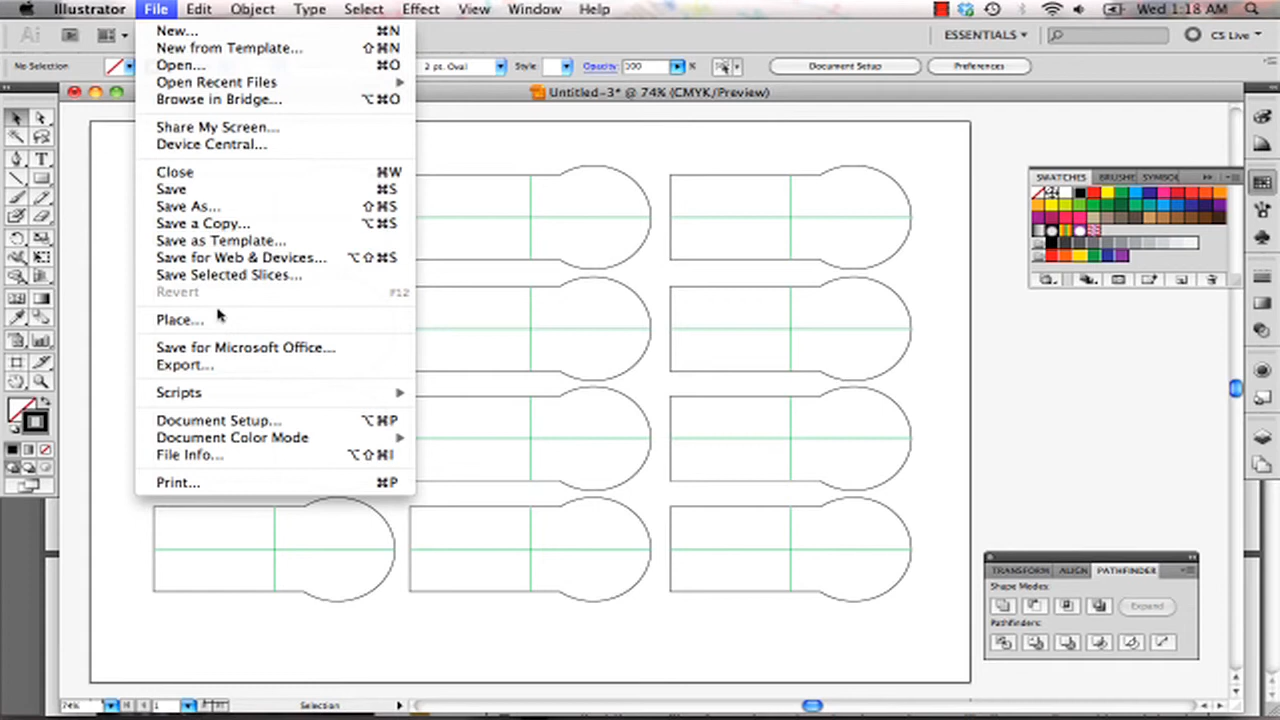 Illustrator File Edit Object Type Select Effect View Window Help Wed 1:18 AM
Ai ESSENTIALS CS Live
No Selection 2 pt. Oval Style Opacity: 100 % Document Setup Preferences
Untitled-3* @ 74% (CMYK/Preview)
New... ⌘N
New from Template... ⇧⌘N
Open... ⌘O
Open Recent Files
Browse in Bridge... ⌥⌘O
Share My Screen...
Device Central...
Close ⌘W
Save ⌘S
Save As... ⇧⌘S
Save a Copy... ⌥⌘S
Save as Template...
Save for Web & Devices... ⌥⇧⌘S
Save Selected Slices...
Revert F12
Place...
Save for Microsoft Office...
Export...
Scripts
Document Setup... ⌥⌘P
Document Color Mode
File Info... ⌥⇧⌘I
Print... ⌘P
SWATCHES BRUSHE SYMBOL
TRANSFORM ALIGN PATHFINDER
Shape Modes:
Expand
Pathfinders:
74% 1 Selection